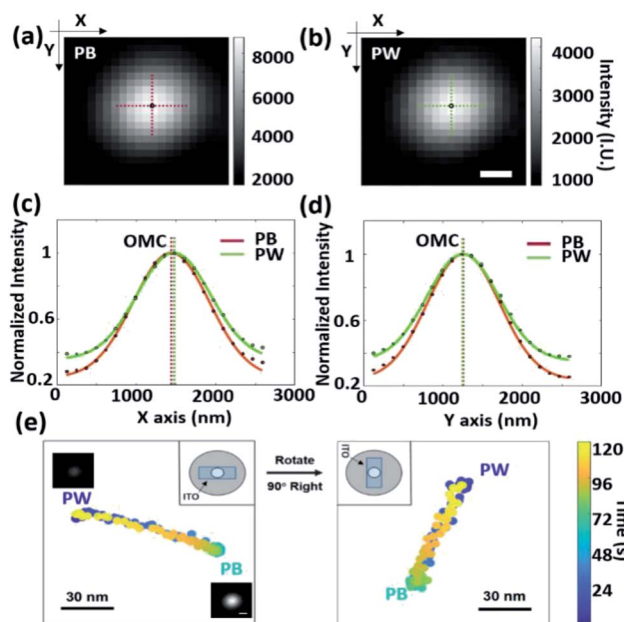 (a) X
Y
PB
8000
6000
4000
2000
(b) X
Y
PW
4000
3000
2000
1000
Intensity (I.U.)
(c)
OMC
PB
PW
Normalized Intensity
1
0.6
0.2
0 1000 2000 3000
X axis (nm)
(d)
OMC
PB
PW
Normalized Intensity
1
0.6
0.2
0 1000 2000 3000
Y axis (nm)
(e)
PW
ITO
PB
30 nm
Rotate
90° Right
ITO
PW
PB
30 nm
120
96
72
48
24
Time (s)